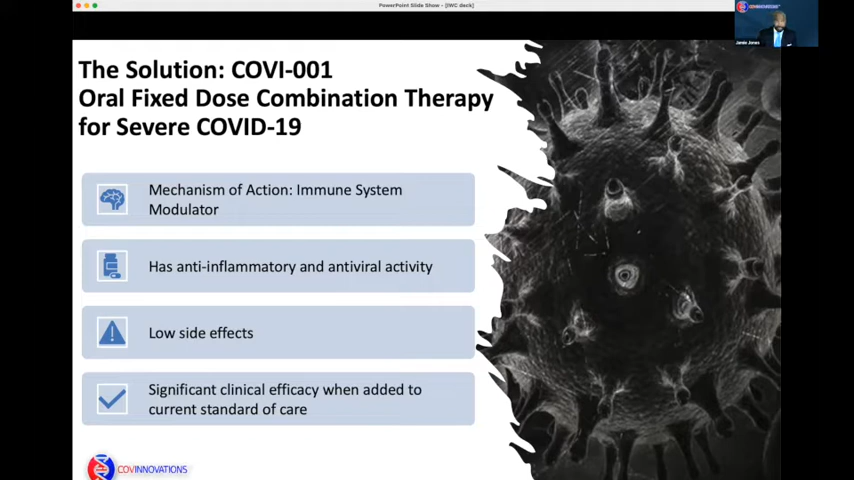 PowerPoint Slide Show - [IWC deck]
COVINNOVATIONS
Jamie Jones
The Solution: COVI-001
Oral Fixed Dose Combination Therapy
for Severe COVID-19
Mechanism of Action: Immune System
Modulator
Has anti-inflammatory and antiviral activity
Low side effects
Significant clinical efficacy when added to
current standard of care
COVINNOVATIONS